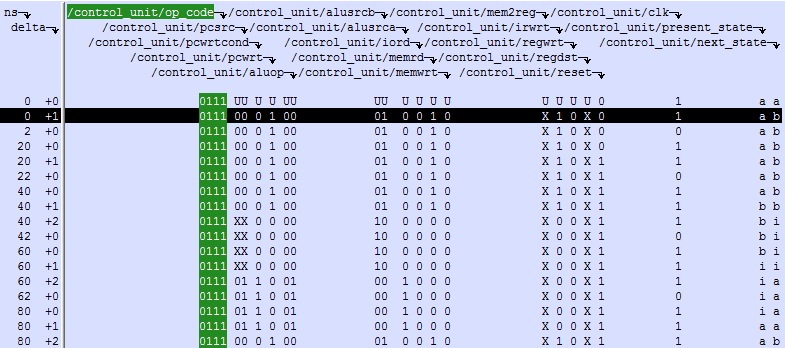 ns /control_unit/op_code /control_unit/alusrcb /control_unit/mem2reg /control_unit/clk
delta /control_unit/pcsrc /control_unit/alusrca /control_unit/irwrt /control_unit/present_state
/control_unit/pcwrtcond /control_unit/iord /control_unit/regwrt /control_unit/next_state
/control_unit/pcwrt /control_unit/memrd /control_unit/regdst
/control_unit/aluop /control_unit/memwrt /control_unit/reset
0 +0 0111 UU U U UU UU U U U U U U U 0 1 a a
0 +1 0111 00 0 1 00 01 0 0 1 0 X 1 0 X 0 1 a b
2 +0 0111 00 0 1 00 01 0 0 1 0 X 1 0 X 0 0 a b
20 +0 0111 00 0 1 00 01 0 0 1 0 X 1 0 X 0 1 a b
20 +1 0111 00 0 1 00 01 0 0 1 0 X 1 0 X 1 1 a b
22 +0 0111 00 0 1 00 01 0 0 1 0 X 1 0 X 1 0 a b
40 +0 0111 00 0 1 00 01 0 0 1 0 X 1 0 X 1 1 a b
40 +1 0111 00 0 1 00 01 0 0 1 0 X 1 0 X 1 1 b b
40 +2 0111 XX 0 0 00 10 0 0 0 0 X 0 0 X 1 1 b i
42 +0 0111 XX 0 0 00 10 0 0 0 0 X 0 0 X 1 0 b i
60 +0 0111 XX 0 0 00 10 0 0 0 0 X 0 0 X 1 1 b i
60 +1 0111 XX 0 0 00 10 0 0 0 0 X 0 0 X 1 1 i i
60 +2 0111 01 1 0 01 00 1 0 0 0 X 0 0 X 1 1 i a
62 +0 0111 01 1 0 01 00 1 0 0 0 X 0 0 X 1 0 i a
80 +0 0111 01 1 0 01 00 1 0 0 0 X 0 0 X 1 1 i a
80 +1 0111 01 1 0 01 00 1 0 0 0 X 0 0 X 1 1 a a
80 +2 0111 00 0 1 00 01 0 0 1 0 X 1 0 X 1 1 a b